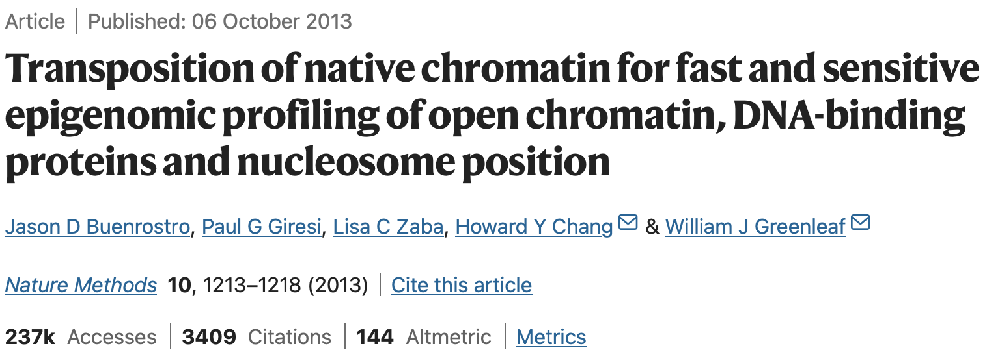 Article | Published: 06 October 2013
Transposition of native chromatin for fast and sensitive
epigenomic profiling of open chromatin, DNA-binding
proteins and nucleosome position
Jason D Buenrostro, Paul G Giresi, Lisa C Zaba, Howard Y Chang & William J Greenleaf
Nature Methods 10, 1213–1218 (2013) | Cite this article
237k Accesses | 3409 Citations | 144 Altmetric | Metrics